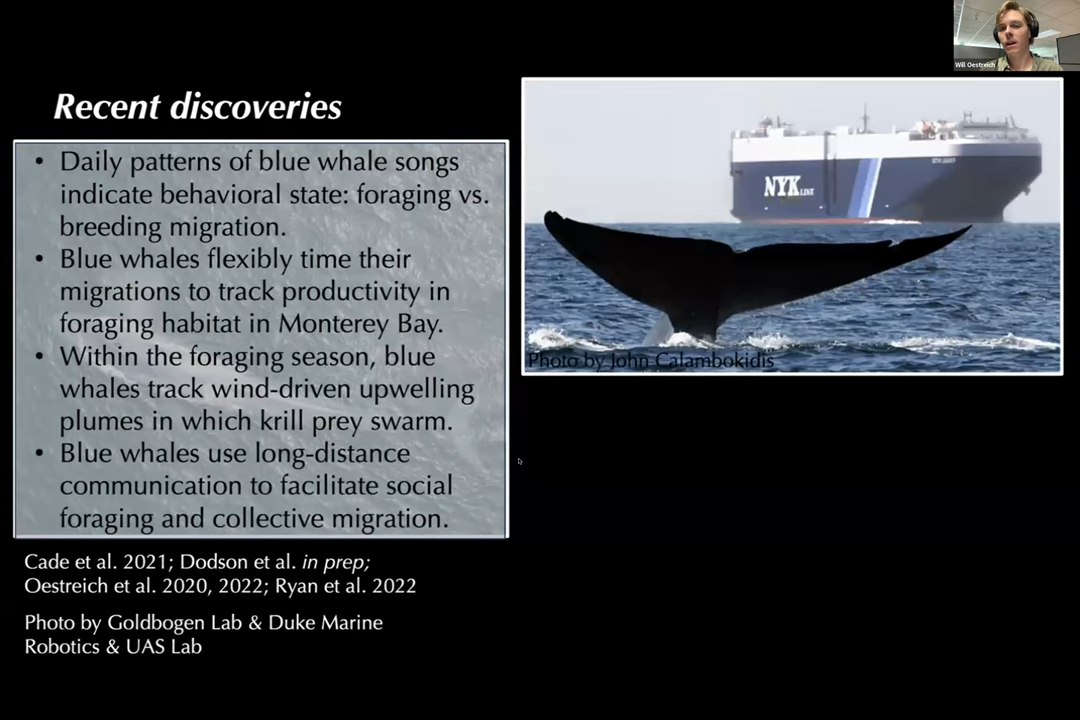 Will Oestreich
Recent discoveries
• Daily patterns of blue whale songs
indicate behavioral state: foraging vs.
breeding migration.
• Blue whales flexibly time their
migrations to track productivity in
foraging habitat in Monterey Bay.
• Within the foraging season, blue
whales track wind-driven upwelling
plumes in which krill prey swarm.
• Blue whales use long-distance
communication to facilitate social
foraging and collective migration.
Cade et al. 2021; Dodson et al. in prep;
Oestreich et al. 2020, 2022; Ryan et al. 2022
Photo by Goldbogen Lab & Duke Marine
Robotics & UAS Lab
NYK LINE
Photo by John Calambokidis